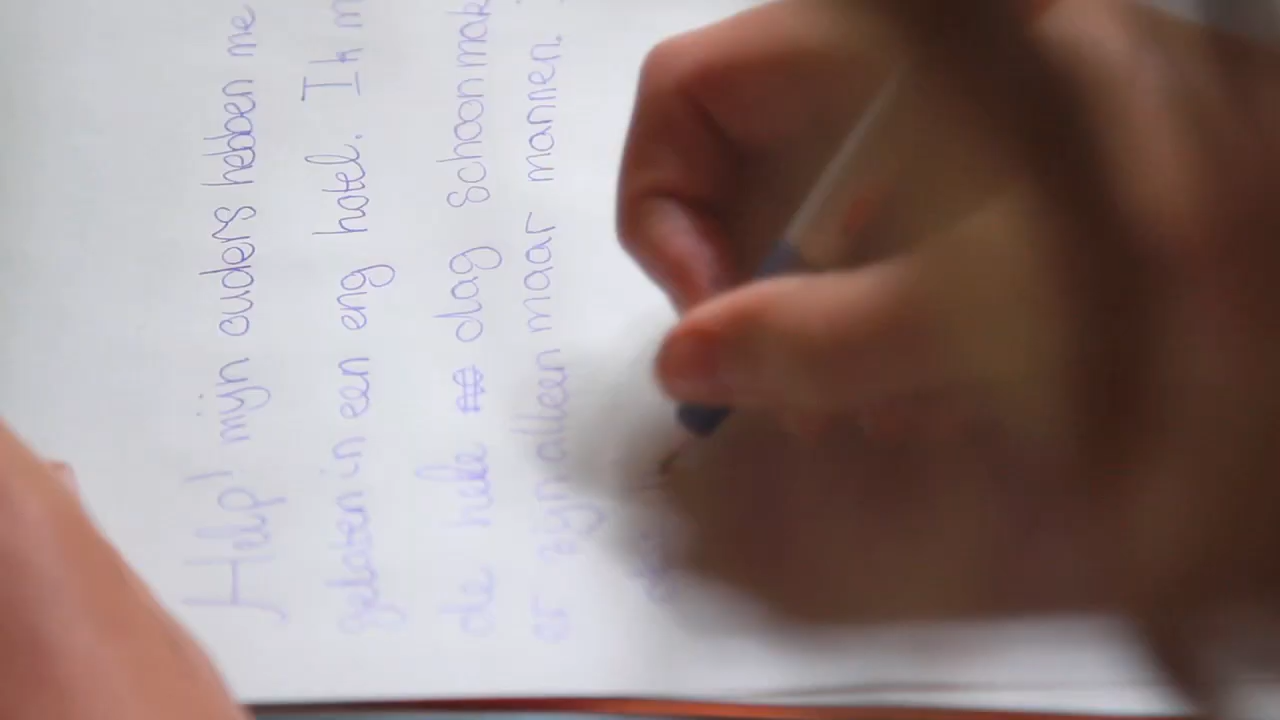 Help! mijn ouders hebben me
gelaten in een eng hotel. Ik m
de hele dag schoonmak
er zijn alleen maar mannen.